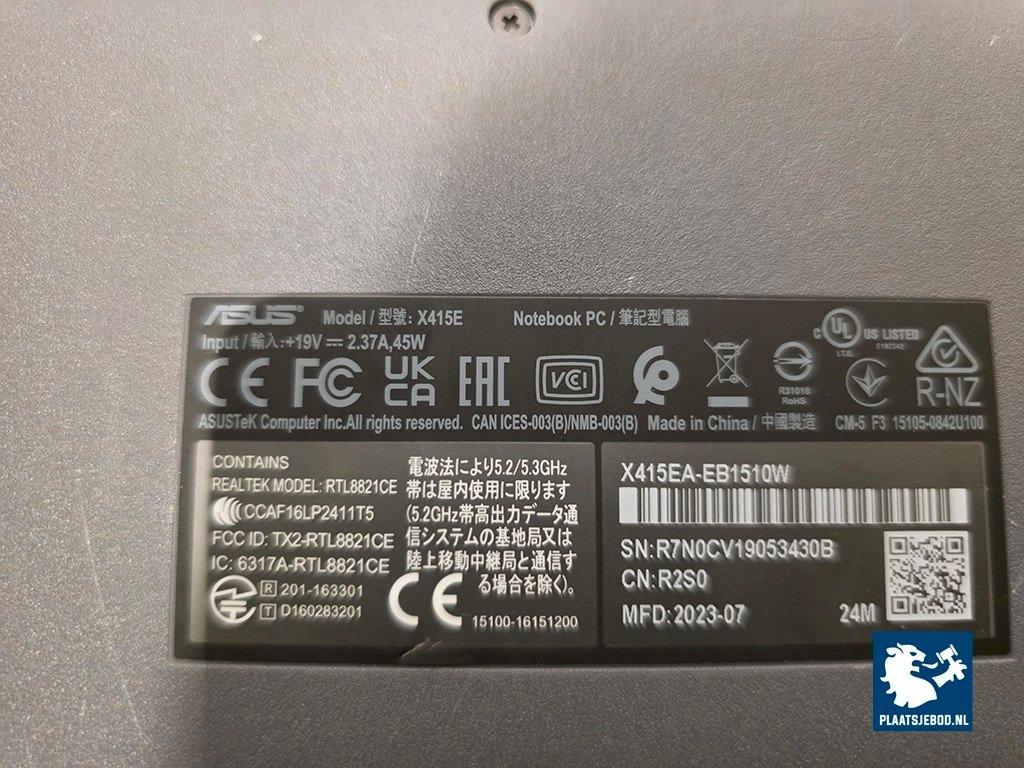 ASUS Model / 型號: X415E Notebook PC / 筆記型電腦
Input / 輸入:+19V ⎓ 2.37A,45W
CE FC UK CA EAC VCI R31018 RoHS C UL US LISTED I.T.E. E187242 R-NZ
ASUSTeK Computer Inc.All rights reserved. CAN ICES-003(B)/NMB-003(B) Made in China / 中國製造 CM-5 F3 15105-0842U100
CONTAINS
REALTEK MODEL: RTL8821CE
CCAF16LP2411T5
FCC ID: TX2-RTL8821CE
IC: 6317A-RTL8821CE
R 201-163301
T D160283201
電波法により5.2/5.3GHz
帯は屋内使用に限ります
(5.2GHz帯高出力データ通
信システムの基地局又は
陸上移動中継局と通信す
る場合を除く)。
CE 15100-16151200
X415EA-EB1510W
SN:R7N0CV19053430B
CN:R2S0
MFD:2023-07 24M
PLAATSJEBOD.NL